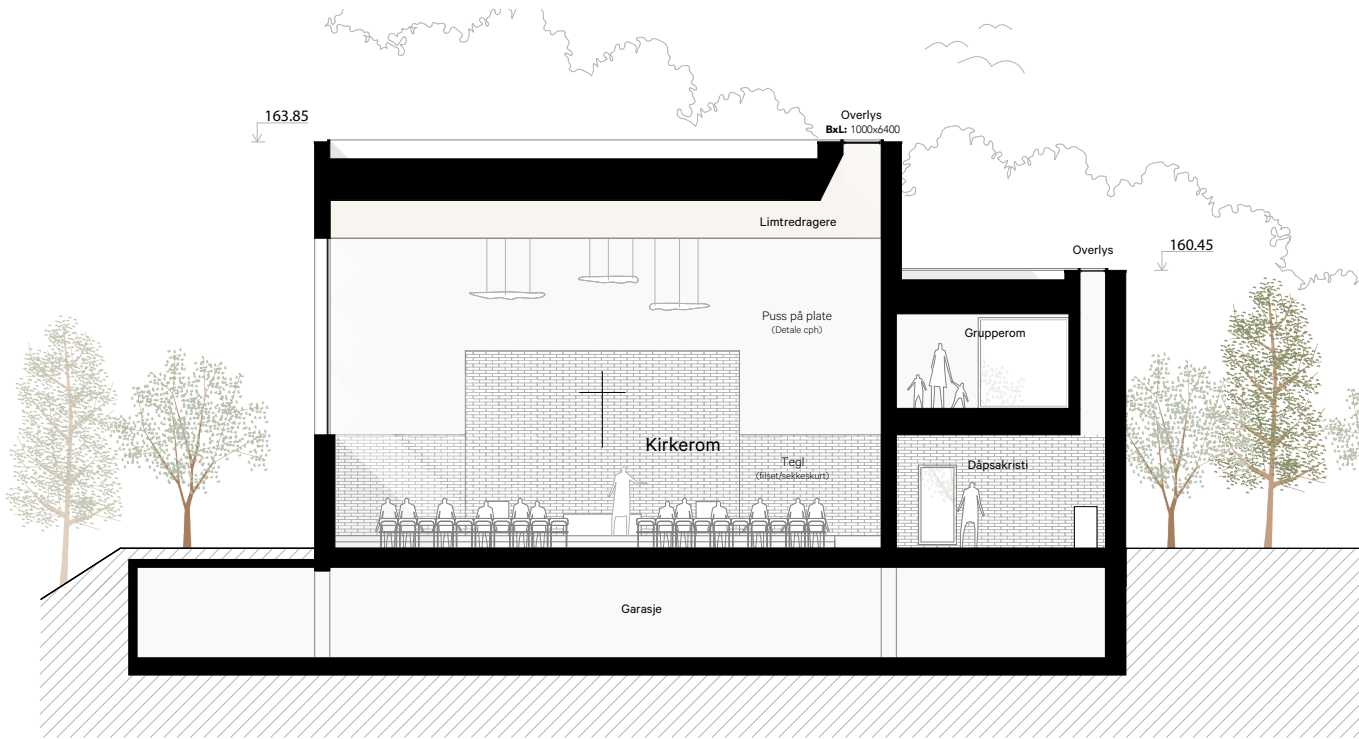 163.85
Overlys
BxL: 1000x6400
Limtredragere
Overlys
160.45
Puss på plate
(Detale cph)
Grupperom
Kirkerom
Tegl
(filset/sekkeskurt)
Dåpsakristi
Garasje